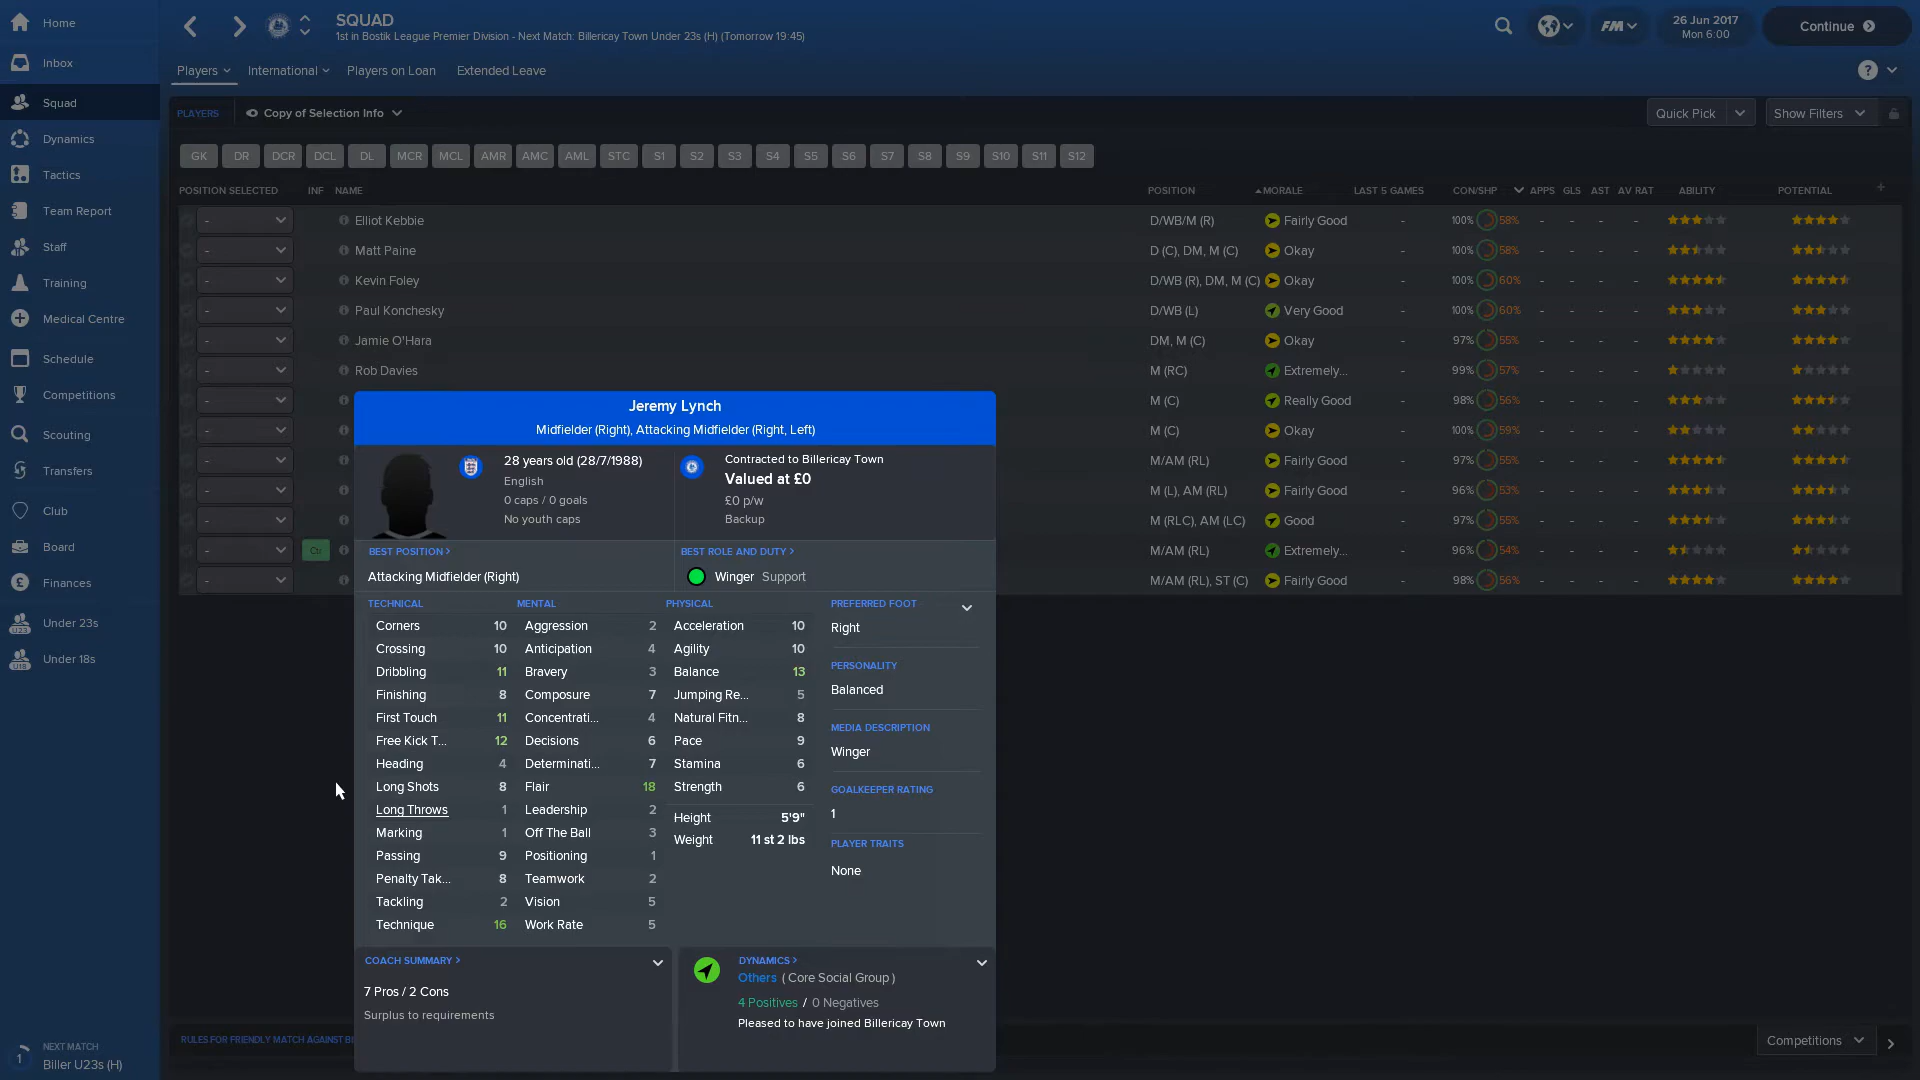 Home
Inbox
Squad
Dynamics
Tactics
Team Report
Staff
Training
Medical Centre
Schedule
Competitions
Scouting
Transfers
Club
Board
Finances
U23 Under 23s
U18 Under 18s
1 NEXT MATCH
Biller U23s (H)
SQUAD
1st in Bostik League Premier Division - Next Match: Billericay Town Under 23s (H) (Tomorrow 19:45)
FM
26 Jun 2017
Mon 6:00
Continue
Players International Players on Loan Extended Leave
?
PLAYERS Copy of Selection Info Quick Pick Show Filters
GK DR DCR DCL DL MCR MCL AMR AMC AML STC S1 S2 S3 S4 S5 S6 S7 S8 S9 S10 S11 S12
POSITION SELECTED INF NAME POSITION MORALE LAST 5 GAMES CON/SHP APPS GLS AST AV RAT ABILITY POTENTIAL +
- Elliot Kebbie D/WB/M (R) Fairly Good - 100% 58% - - - -
- Matt Paine D (C), DM, M (C) Okay - 100% 58% - - - -
- Kevin Foley D/WB (R), DM, M (C) Okay - 100% 60% - - - -
- Paul Konchesky D/WB (L) Very Good - 100% 60% - - - -
- Jamie O'Hara DM, M (C) Okay - 97% 55% - - - -
- Rob Davies M (RC) Extremely... - 99% 57% - - - -
- M (C) Really Good - 98% 56% - - - -
- M (C) Okay - 100% 59% - - - -
- M/AM (RL) Fairly Good - 97% 55% - - - -
- M (L), AM (RL) Fairly Good - 96% 53% - - - -
- M (RLC), AM (LC) Good - 97% 55% - - - -
- M/AM (RL) Extremely... - 96% 54% - - - -
- M/AM (RL), ST (C) Fairly Good - 98% 56% - - - -
Jeremy Lynch
Midfielder (Right), Attacking Midfielder (Right, Left)
28 years old (28/7/1988)
English
0 caps / 0 goals
No youth caps
Contracted to Billericay Town
Valued at £0
£0 p/w
Backup
BEST POSITION >
Attacking Midfielder (Right)
BEST ROLE AND DUTY >
Winger Support
TECHNICAL
Corners 10
Crossing 10
Dribbling 11
Finishing 8
First Touch 11
Free Kick T... 12
Heading 4
Long Shots 8
Long Throws 1
Marking 1
Passing 9
Penalty Tak... 8
Tackling 2
Technique 16
MENTAL
Aggression 2
Anticipation 4
Bravery 3
Composure 7
Concentrati... 4
Decisions 6
Determinati... 7
Flair 18
Leadership 2
Off The Ball 3
Positioning 1
Teamwork 2
Vision 5
Work Rate 5
PHYSICAL
Acceleration 10
Agility 10
Balance 13
Jumping Re... 5
Natural Fitn... 8
Pace 9
Stamina 6
Strength 6
Height 5'9"
Weight 11 st 2 lbs
PREFERRED FOOT
Right
PERSONALITY
Balanced
MEDIA DESCRIPTION
Winger
GOALKEEPER RATING
1
PLAYER TRAITS
None
COACH SUMMARY >
7 Pros / 2 Cons
Surplus to requirements
DYNAMICS >
Others ( Core Social Group )
4 Positives / 0 Negatives
Pleased to have joined Billericay Town
RULES FOR FRIENDLY MATCH AGAINST
Competitions